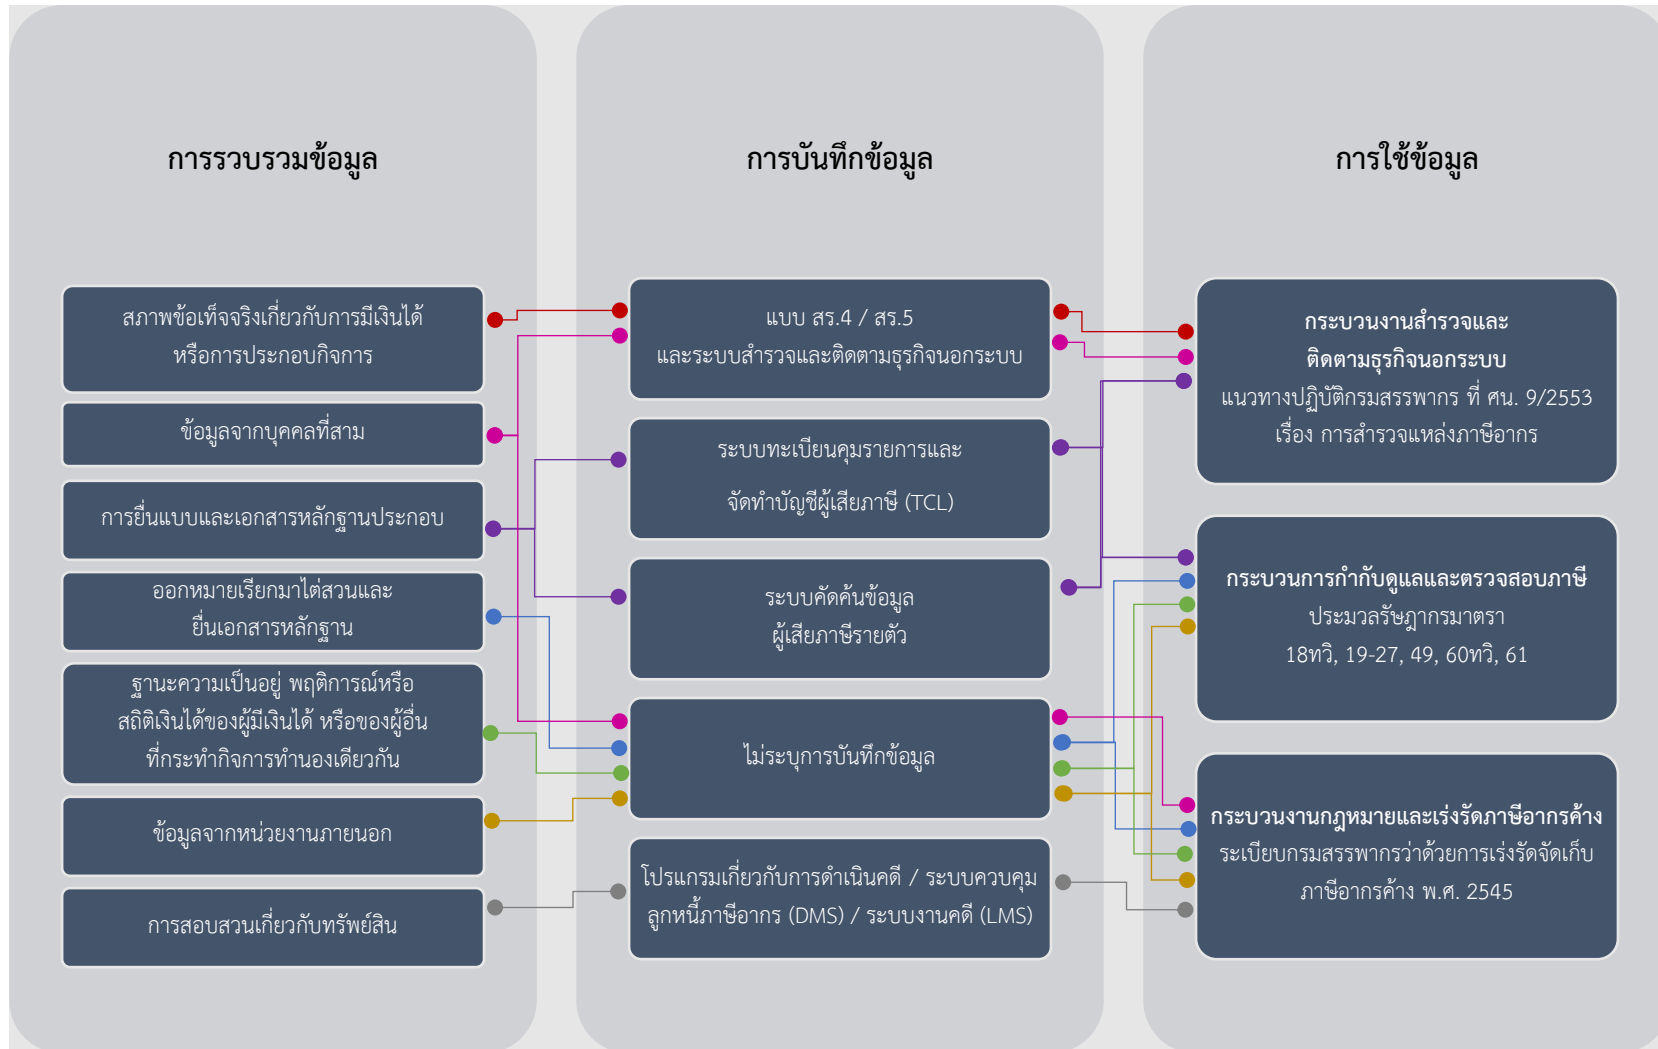 การรวบรวมข้อมูล
สภาพข้อเท็จจริงเกี่ยวกับการมีเงินได้
หรือการประกอบกิจการ
ข้อมูลจากบุคคลที่สาม
การยื่นแบบและเอกสารหลักฐานประกอบ
ออกหมายเรียกมาไต่สวนและ
ยื่นเอกสารหลักฐาน
ฐานะความเป็นอยู่ พฤติการณ์หรือ
สถิติเงินได้ของผู้มีเงินได้ หรือของผู้อื่น
ที่กระทำกิจการทำนองเดียวกัน
ข้อมูลจากหน่วยงานภายนอก
การสอบสวนเกี่ยวกับทรัพย์สิน
การบันทึกข้อมูล
แบบ สร.4 / สร.5
และระบบสำรวจและติดตามธุรกิจนอกระบบ
ระบบทะเบียนคุมรายการและ
จัดทำบัญชีผู้เสียภาษี (TCL)
ระบบคัดค้นข้อมูล
ผู้เสียภาษีรายตัว
ไม่ระบุการบันทึกข้อมูล
โปรแกรมเกี่ยวกับการดำเนินคดี / ระบบควบคุม
ลูกหนี้ภาษีอากร (DMS) / ระบบงานคดี (LMS)
การใช้ข้อมูล
กระบวนงานสำรวจและ
ติดตามธุรกิจนอกระบบ
แนวทางปฏิบัติกรมสรรพากร ที่ ศน. 9/2553
เรื่อง การสำรวจแหล่งภาษีอากร
กระบวนการกำกับดูแลและตรวจสอบภาษี
ประมวลรัษฎากรมาตรา
18ทวิ, 19-27, 49, 60ทวิ, 61
กระบวนงานกฎหมายและเร่งรัดภาษีอากรค้าง
ระเบียบกรมสรรพากรว่าด้วยการเร่งรัดจัดเก็บ
ภาษีอากรค้าง พ.ศ. 2545